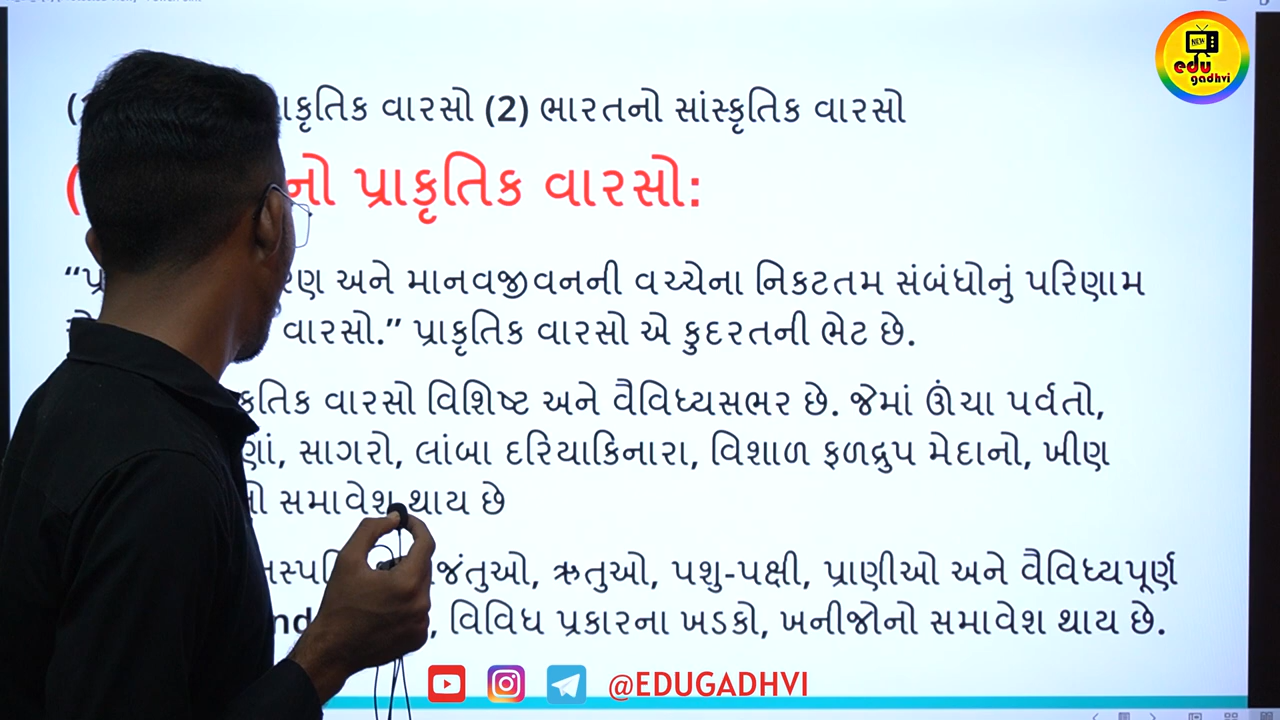 NEW
edu
gadhvi
વારસો (2) ભારતનો સાંસ્કૃતિક વારસો
પ્રાકૃતિક વારસો:
અને માનવજીવનની વચ્ચેના નિકટતમ સંબંધોનું પરિણામ
વારસો.” પ્રાકૃતિક વારસો એ કુદરતની ભેટ છે.
વારસો વિશિષ્ટ અને વૈવિધ્યસભર છે. જેમાં ઊંચા પર્વતો,
સાગરો, લાંબા દરિયાકિનારા, વિશાળ ફળદ્રુપ મેદાનો, ખીણ
સમાવેશ થાય છે
ઋતુઓ, પશુ-પક્ષી, પ્રાણીઓ અને વૈવિધ્યપૂર્ણ
વિવિધ પ્રકારના ખડકો, ખનીજોનો સમાવેશ થાય છે.
@EDUGADHVI